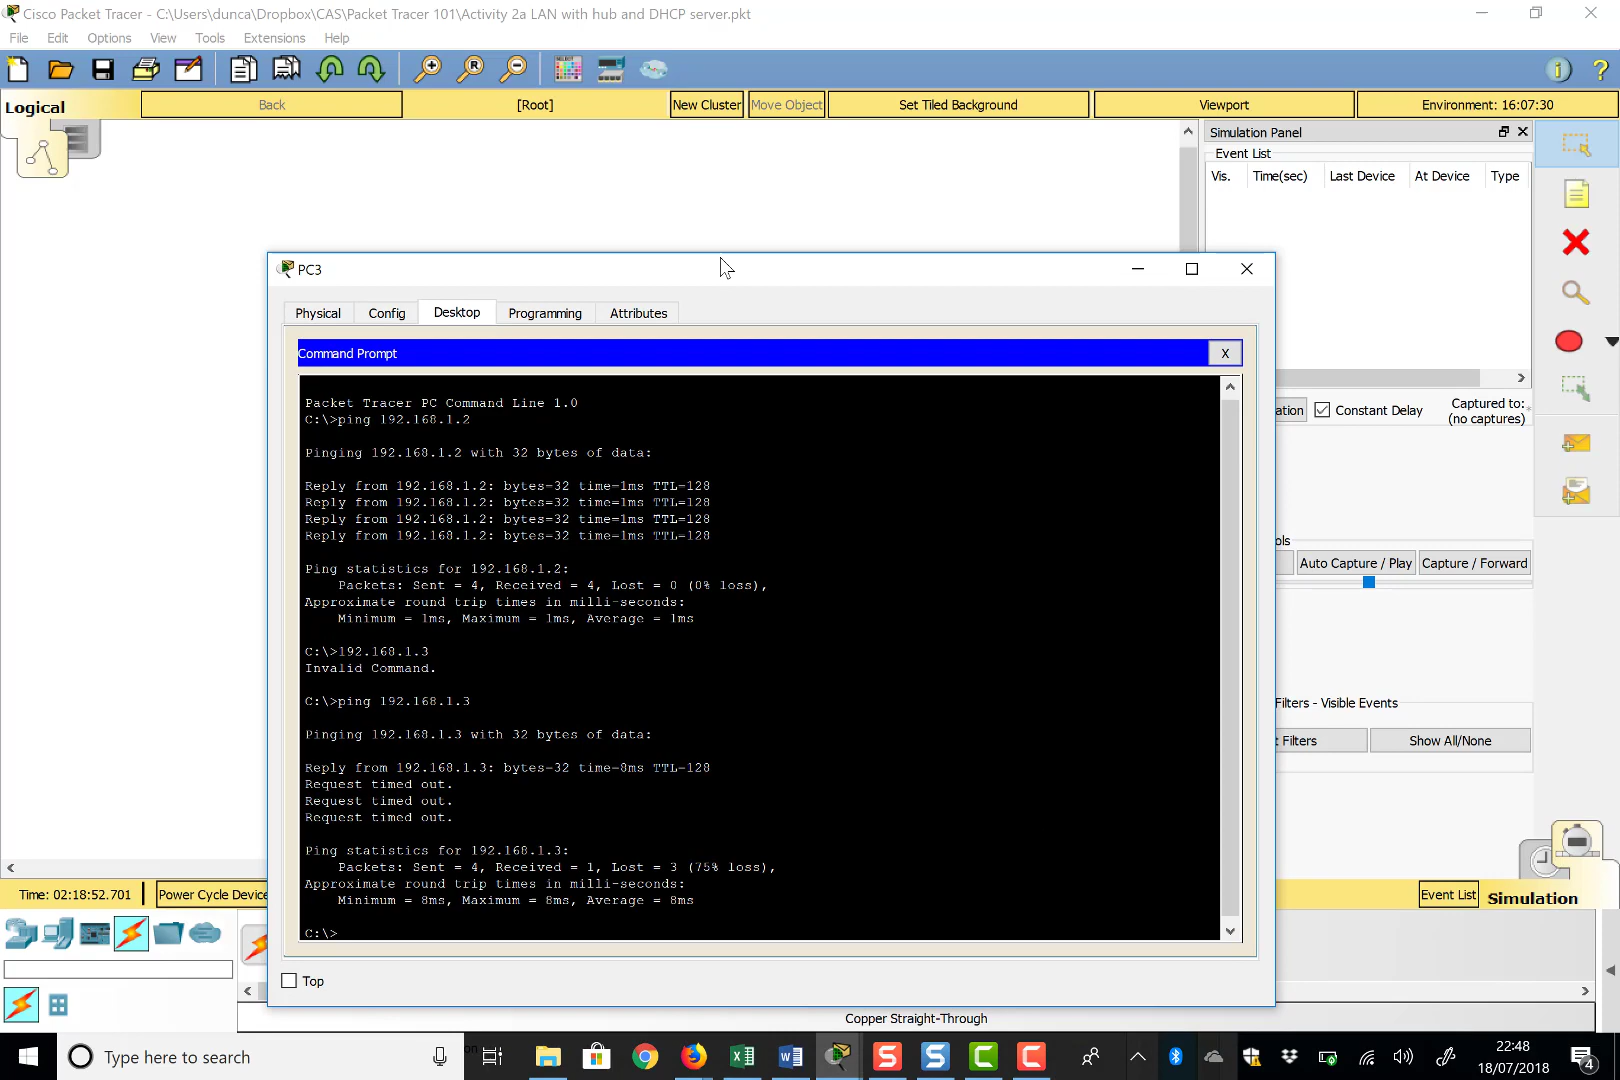 Cisco Packet Tracer - C:\Users\dunca\Dropbox\CAS\Packet Tracer 101\Activity 2a LAN with hub and DHCP server.pkt
File Edit Options View Tools Extensions Help
Logical Back [Root] New Cluster Move Object Set Tiled Background Viewport Environment: 16:07:30
Simulation Panel
Event List
Vis. Time(sec) Last Device At Device Type
PC3
Physical Config Desktop Programming Attributes
Command Prompt X
Packet Tracer PC Command Line 1.0
C:\>ping 192.168.1.2
Pinging 192.168.1.2 with 32 bytes of data:
Reply from 192.168.1.2: bytes=32 time=1ms TTL=128
Reply from 192.168.1.2: bytes=32 time=1ms TTL=128
Reply from 192.168.1.2: bytes=32 time=1ms TTL=128
Reply from 192.168.1.2: bytes=32 time=1ms TTL=128
Ping statistics for 192.168.1.2:
Packets: Sent = 4, Received = 4, Lost = 0 (0% loss),
Approximate round trip times in milli-seconds:
Minimum = 1ms, Maximum = 1ms, Average = 1ms
C:\>192.168.1.3
Invalid Command.
C:\>ping 192.168.1.3
Pinging 192.168.1.3 with 32 bytes of data:
Reply from 192.168.1.3: bytes=32 time=8ms TTL=128
Request timed out.
Request timed out.
Request timed out.
Ping statistics for 192.168.1.3:
Packets: Sent = 4, Received = 1, Lost = 3 (75% loss),
Approximate round trip times in milli-seconds:
Minimum = 8ms, Maximum = 8ms, Average = 8ms
C:\>
Top
ation Constant Delay Captured to:
(no captures)
ols
Auto Capture / Play Capture / Forward
Filters - Visible Events
t Filters Show All/None
Time: 02:18:52.701 Power Cycle Device Event List Simulation
Copper Straight-Through
Type here to search
22:48
18/07/2018
4